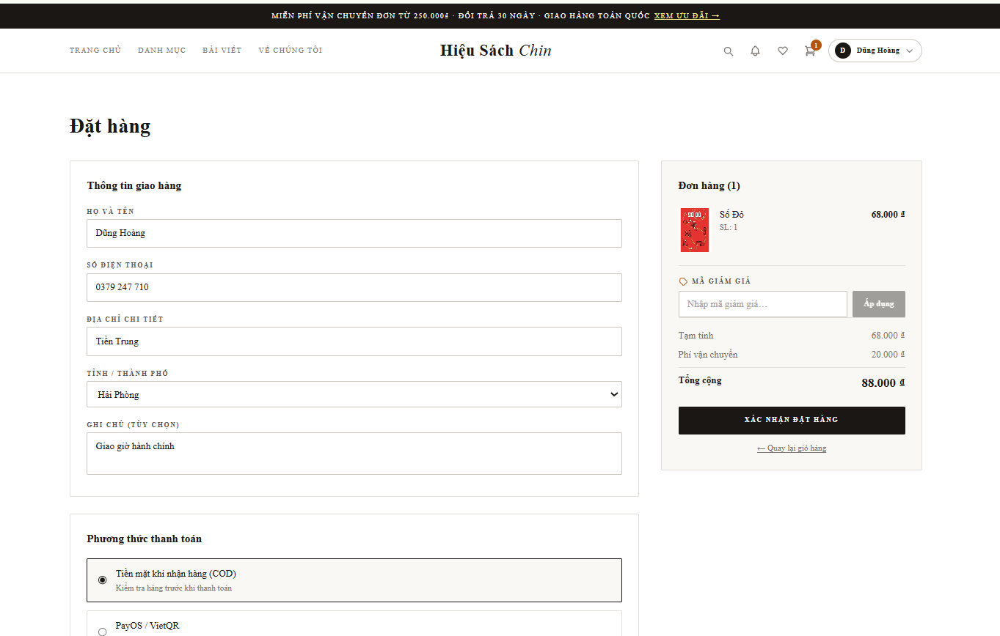 MIỄN PHÍ VẬN CHUYỂN ĐƠN TỪ 250.000₫ · ĐỔI TRẢ 30 NGÀY · GIAO HÀNG TOÀN QUỐC XEM ƯU ĐÃI →
TRANG CHỦ DANH MỤC BÀI VIẾT VỀ CHÚNG TÔI
Hiệu Sách Chin
1
D Dũng Hoàng
Đặt hàng
Thông tin giao hàng
HỌ VÀ TÊN
Dũng Hoàng
SỐ ĐIỆN THOẠI
0379 247 710
ĐỊA CHỈ CHI TIẾT
Tiền Trung
TỈNH / THÀNH PHỐ
Hải Phòng
GHI CHÚ (TÙY CHỌN)
Giao giờ hành chính
Phương thức thanh toán
Tiền mặt khi nhận hàng (COD)
Kiểm tra hàng trước khi thanh toán
PayOS / VietQR
Đơn hàng (1)
SỐ ĐỎ
Số Đỏ 68.000 ₫
SL: 1
MÃ GIẢM GIÁ
Nhập mã giảm giá… Áp dụng
Tạm tính 68.000 ₫
Phí vận chuyển 20.000 ₫
Tổng cộng 88.000 ₫
XÁC NHẬN ĐẶT HÀNG
← Quay lại giỏ hàng